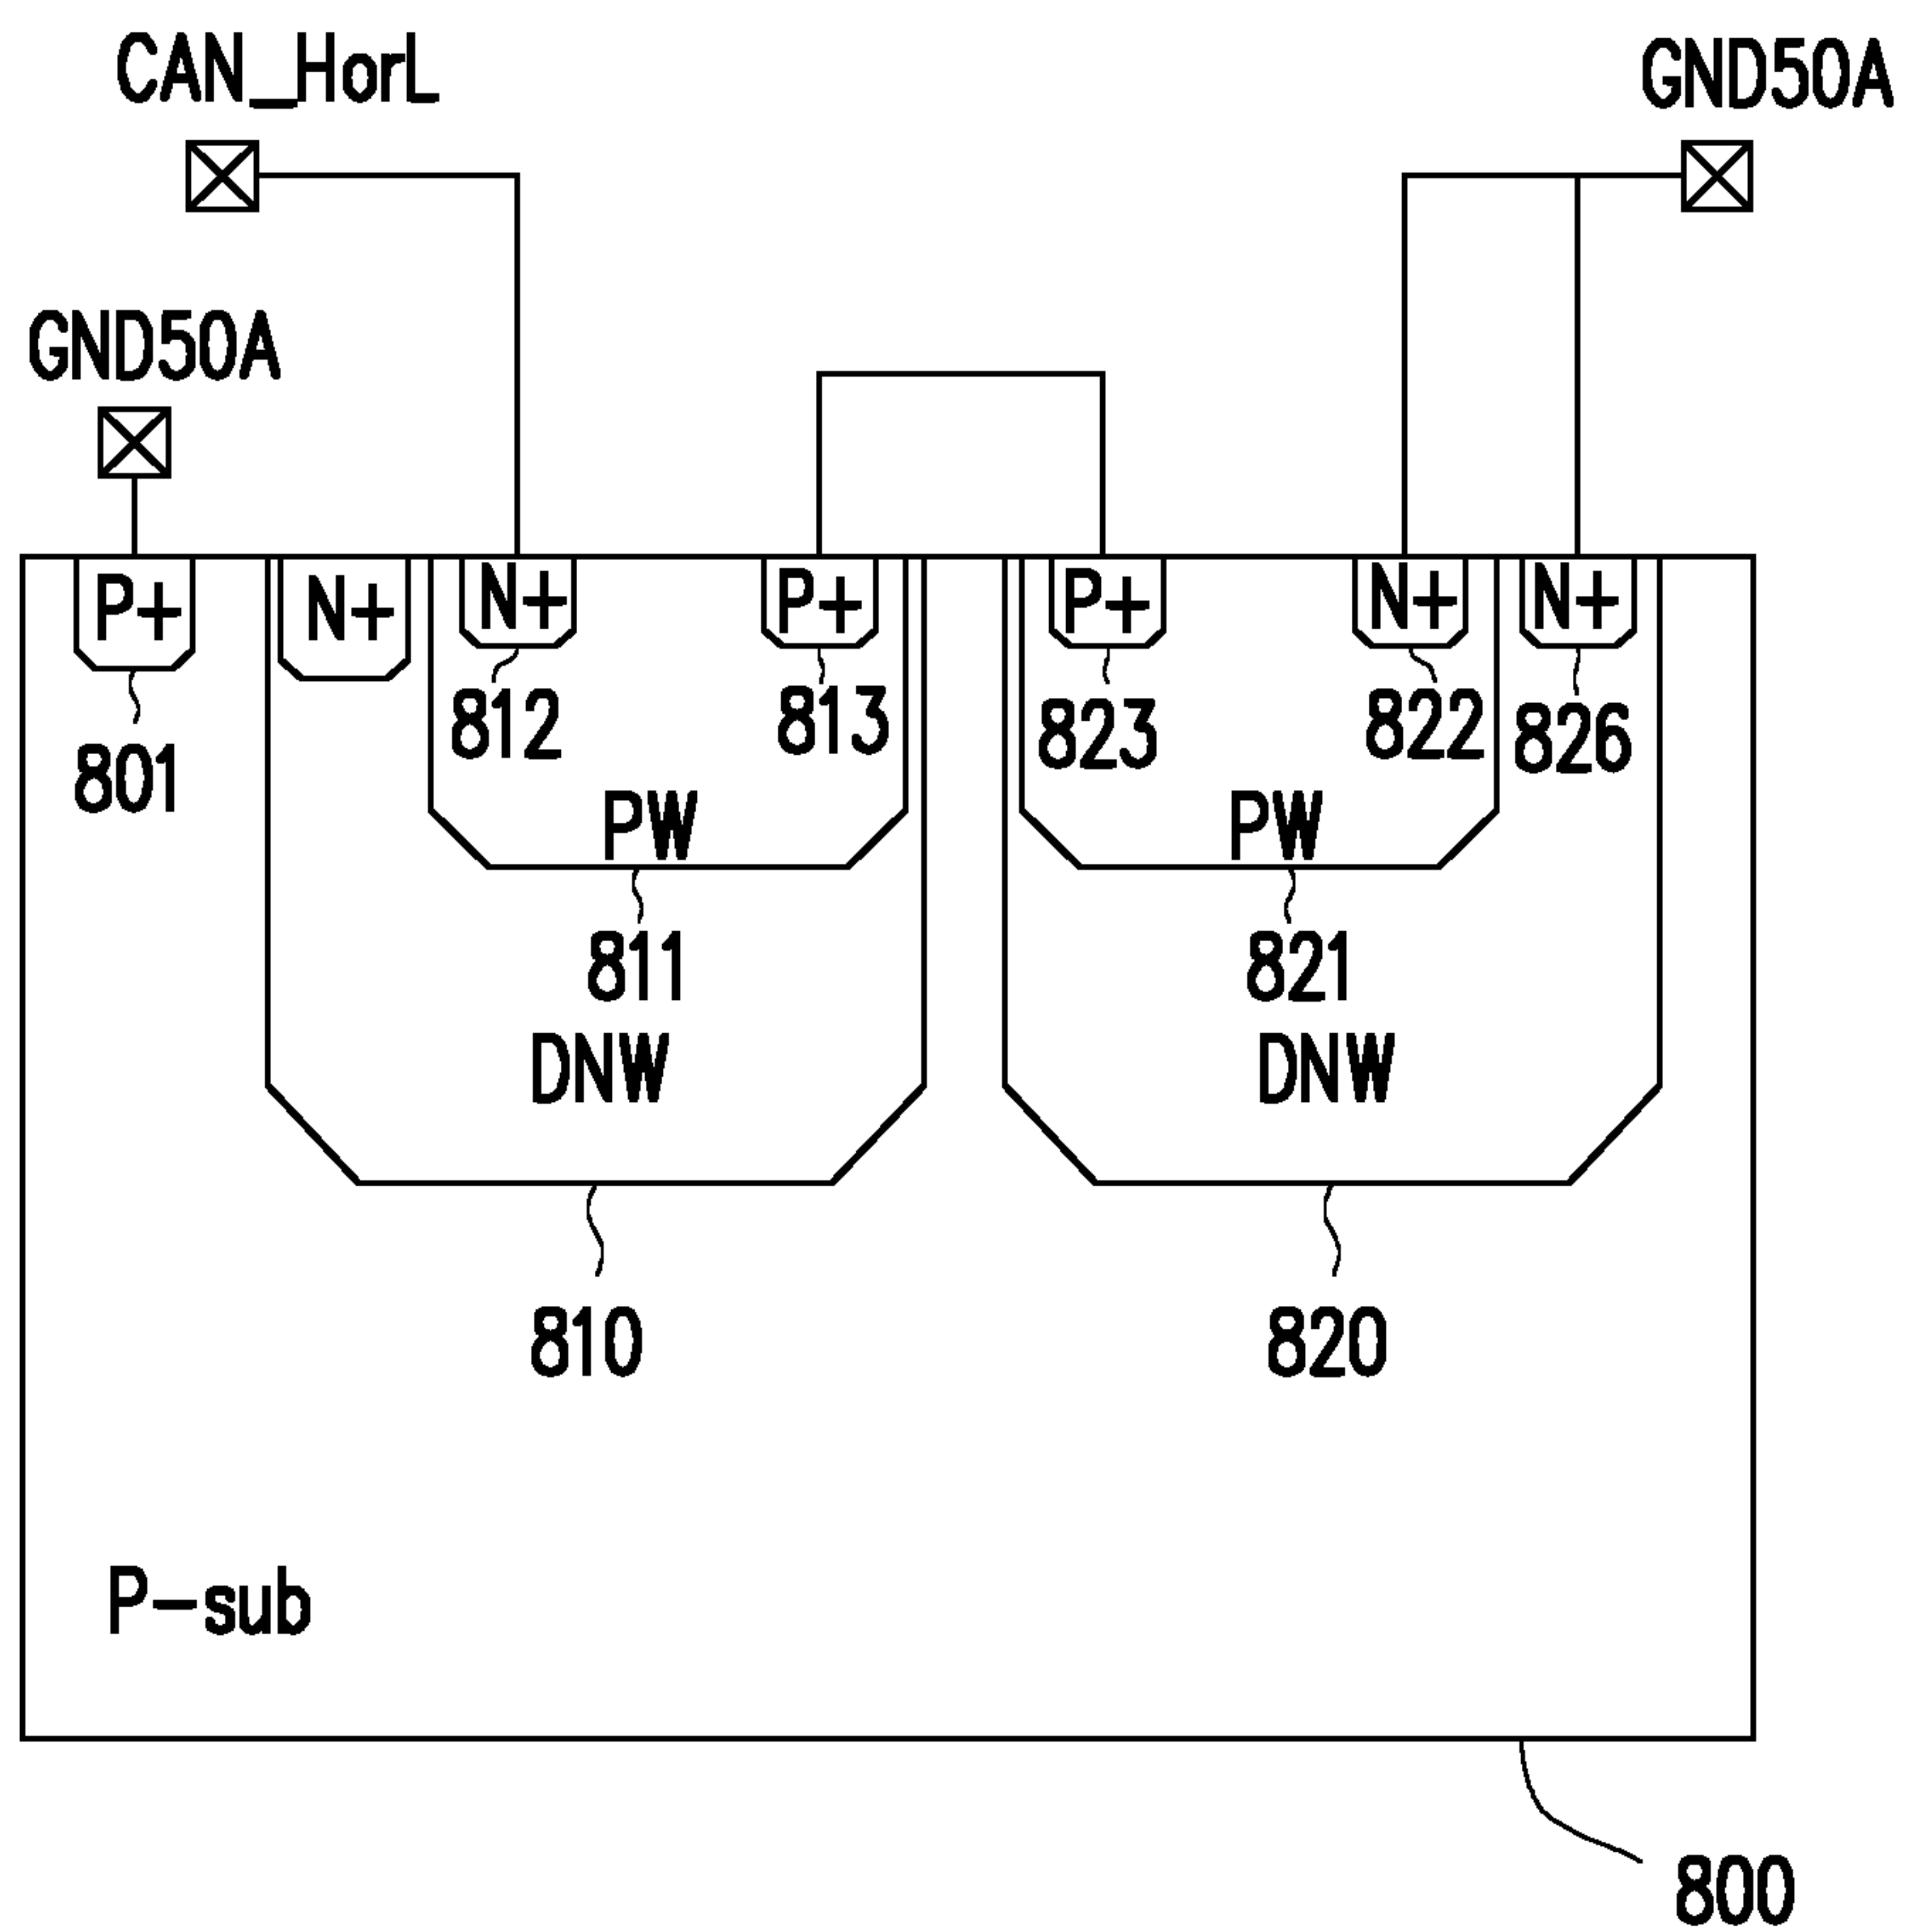 CAN_HorL
GND50A
GND50A
P+
N+
N+
P+
P+
N+
N+
801
812
813
823
822
826
PW
PW
811
821
DNW
DNW
810
820
P-sub
800